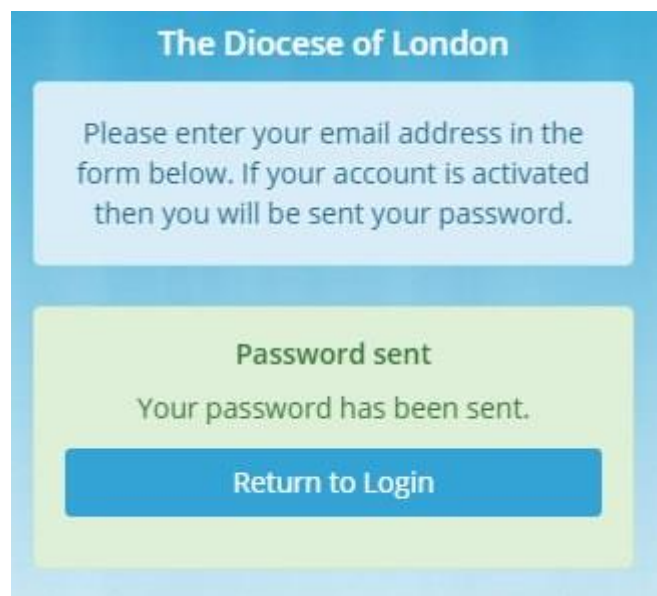 The Diocese of London
Please enter your email address in the
form below. If your account is activated
then you will be sent your password.
Password sent
Your password has been sent.
Return to Login